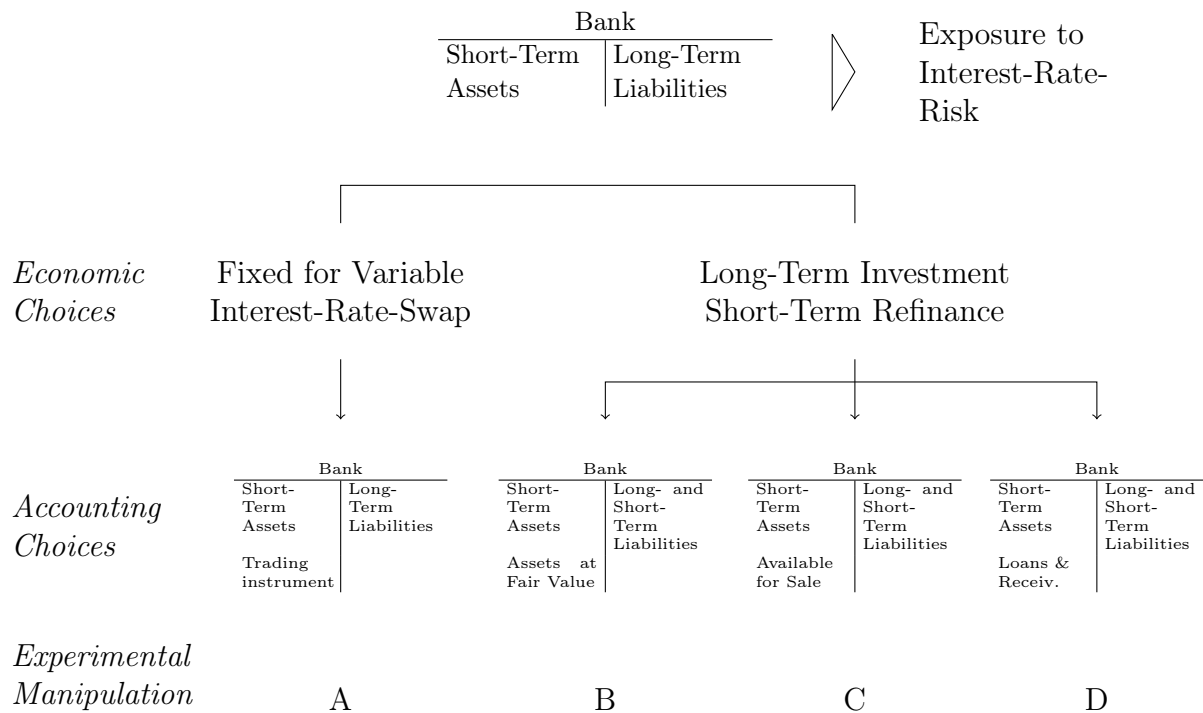 Bank
Short-Term
Assets
Long-Term
Liabilities
Exposure to
Interest-Rate-
Risk
Economic
Choices
Fixed for Variable
Interest-Rate-Swap
Long-Term Investment
Short-Term Refinance
Accounting
Choices
Bank
Short-
Term
Assets
Trading
instrument
Long-
Term
Liabilities
Bank
Short-
Term
Assets
Assets at
Fair Value
Long- and
Short-
Term
Liabilities
Bank
Short-
Term
Assets
Available
for Sale
Long- and
Short-
Term
Liabilities
Bank
Short-
Term
Assets
Loans &
Receiv.
Long- and
Short-
Term
Liabilities
Experimental
Manipulation
A
B
C
D